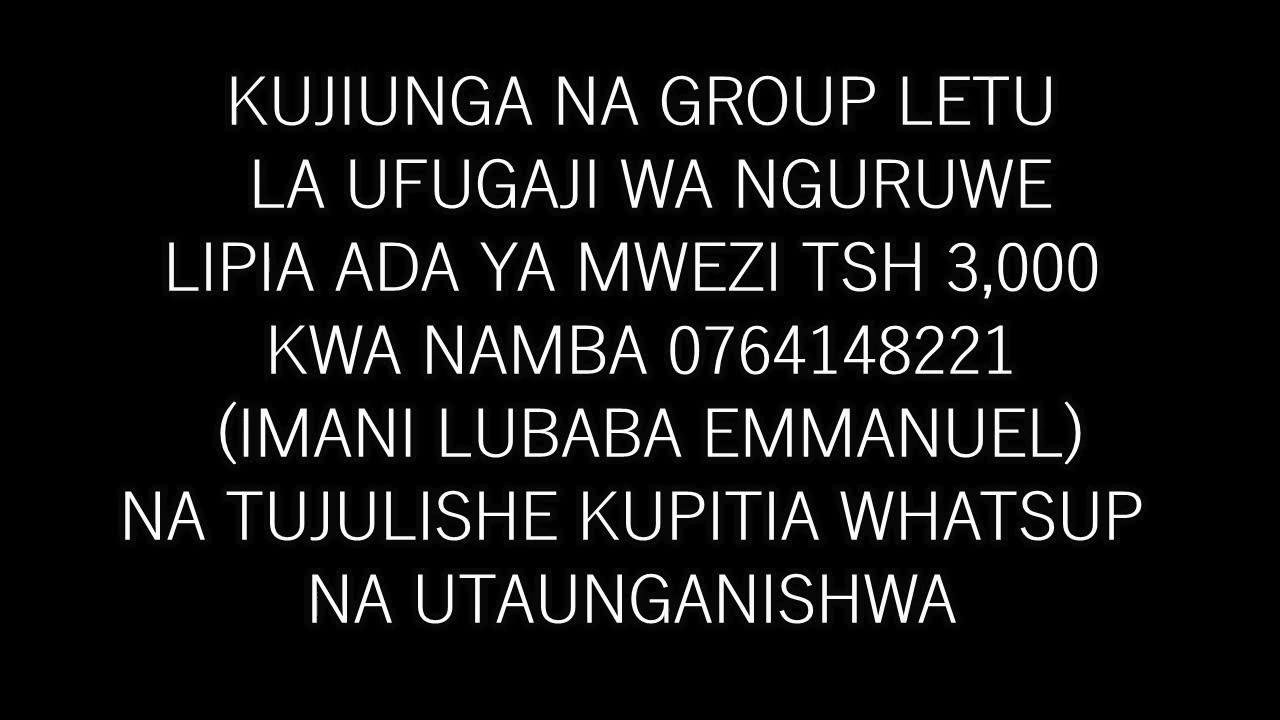 KUJIUNGA NA GROUP LETU
LA UFUGAJI WA NGURUWE
LIPIA ADA YA MWEZI TSH 3,000
KWA NAMBA 0764148221
(IMANI LUBABA EMMANUEL)
NA TUJULISHE KUPITIA WHATSUP
NA UTAUNGANISHWA